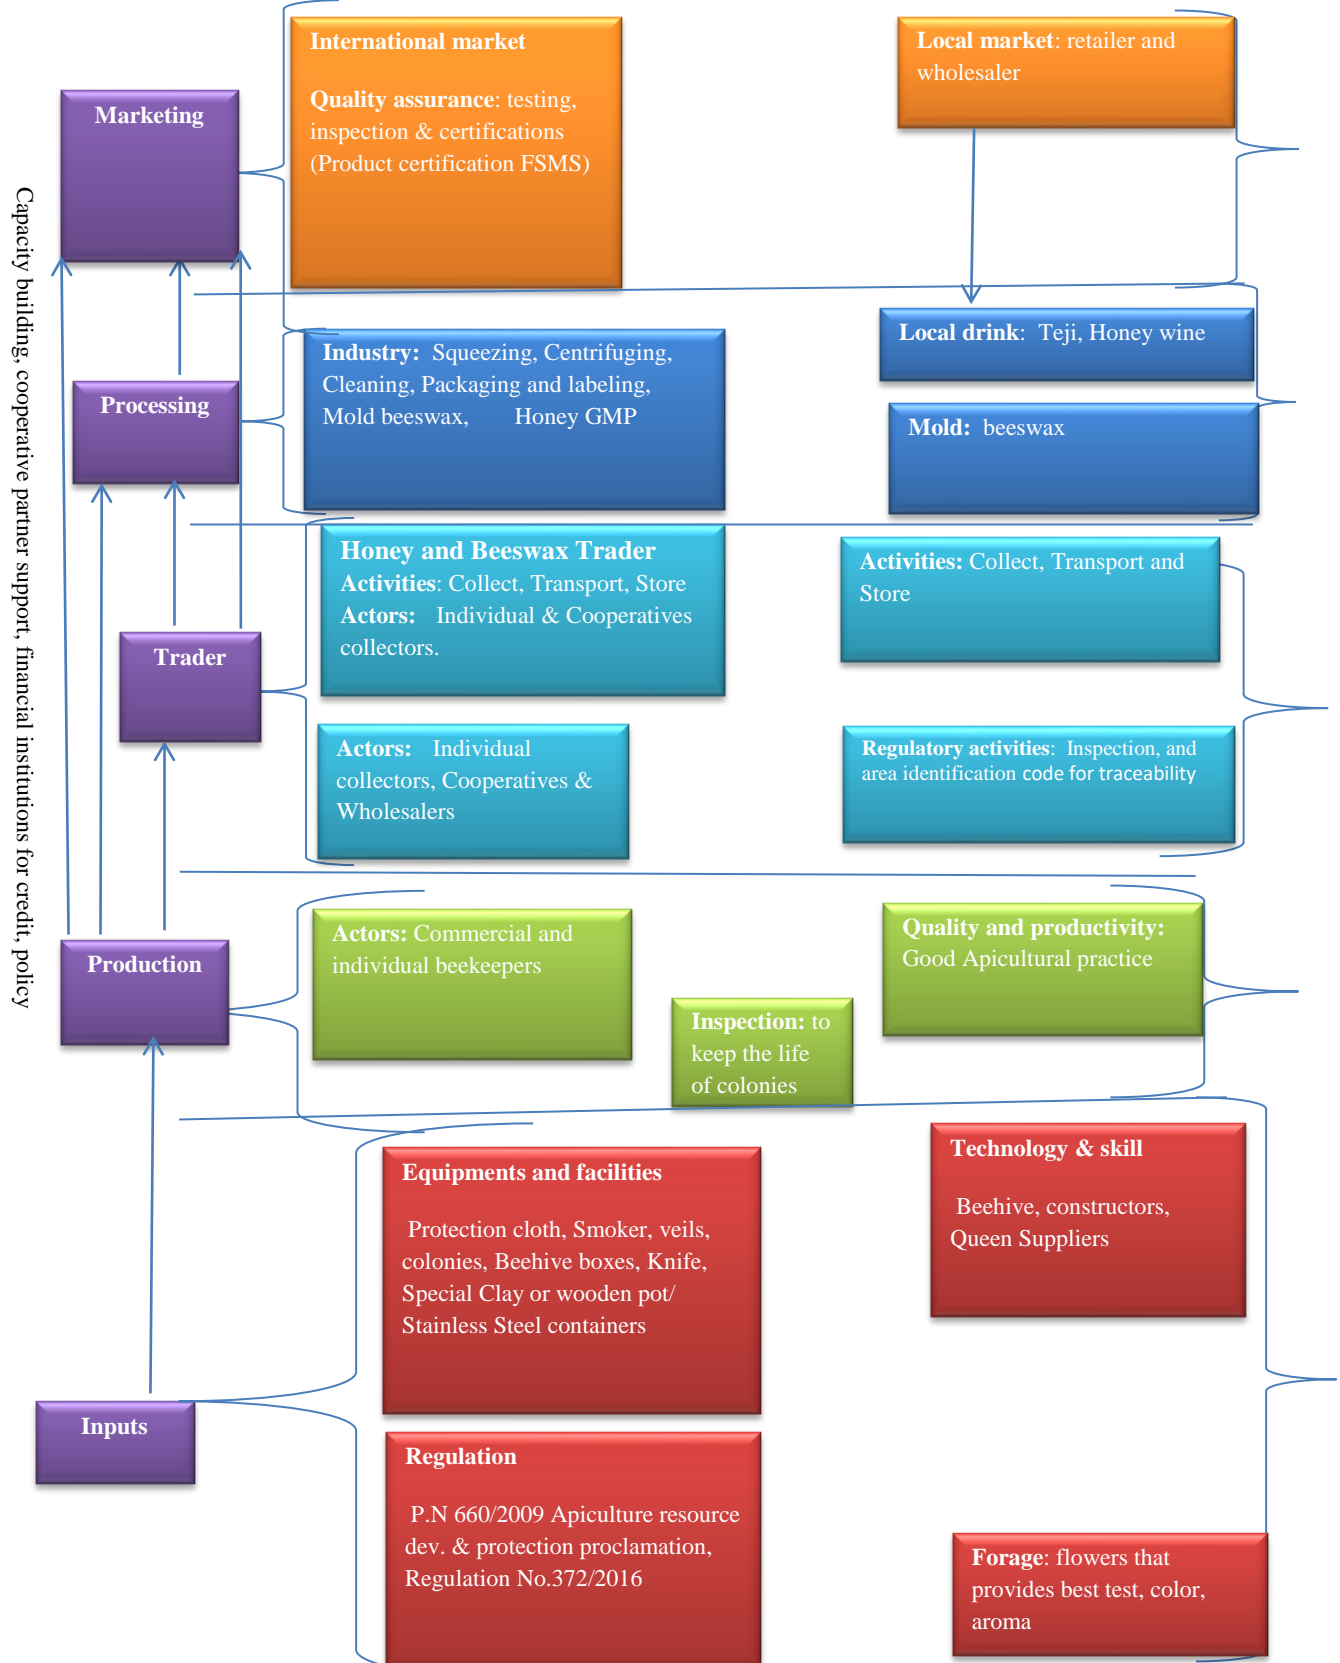 Capacity building, cooperative partner support, financial institutions for credit, policy
Marketing
International market
Quality assurance: testing,
inspection & certifications
(Product certification FSMS)
Local market: retailer and
wholesaler
Processing
Industry: Squeezing, Centrifuging,
Cleaning, Packaging and labeling,
Mold beeswax, Honey GMP
Local drink: Teji, Honey wine
Mold: beeswax
Trader
Honey and Beeswax Trader
Activities: Collect, Transport, Store
Actors: Individual & Cooperatives
collectors.
Activities: Collect, Transport and
Store
Actors: Individual
collectors, Cooperatives &
Wholesalers
Regulatory activities: Inspection, and
area identification code for traceability
Production
Actors: Commercial and
individual beekeepers
Inspection: to
keep the life
of colonies
Quality and productivity:
Good Apicultural practice
Inputs
Equipments and facilities
Protection cloth, Smoker, veils,
colonies, Beehive boxes, Knife,
Special Clay or wooden pot/
Stainless Steel containers
Technology & skill
Beehive, constructors,
Queen Suppliers
Regulation
P.N 660/2009 Apiculture resource
dev. & protection proclamation,
Regulation No.372/2016
Forage: flowers that
provides best test, color,
aroma